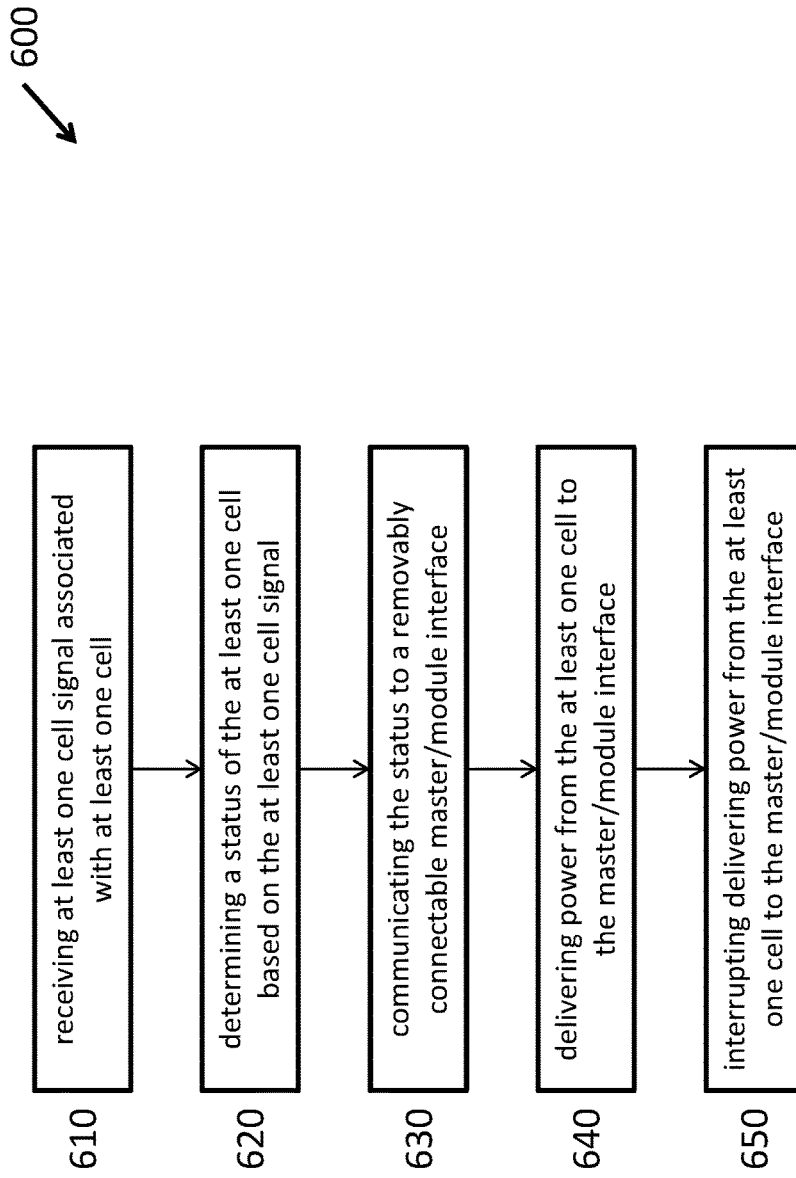 600
610
receiving at least one cell signal associated
with at least one cell
620
determining a status of the at least one cell
based on the at least one cell signal
630
communicating the status to a removably
connectable master/module interface
640
delivering power from the at least one cell to
the master/module interface
650
interrupting delivering power from the at least
one cell to the master/module interface